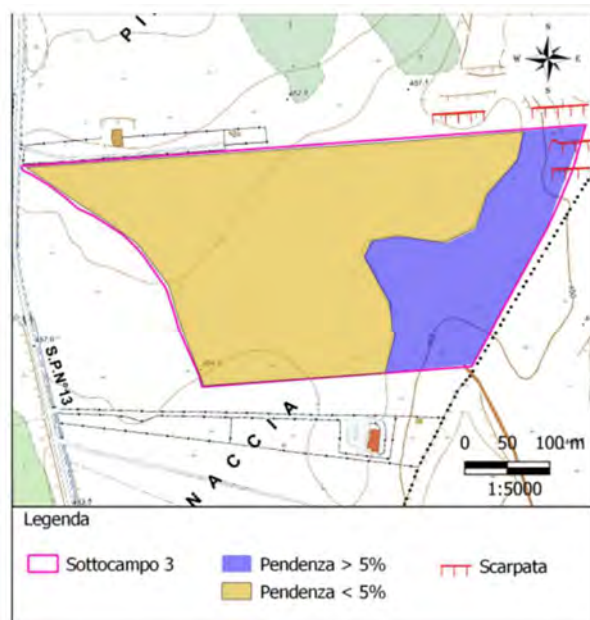 P I
N
W E
S
S.P.N°13
N A C C I A
0 50 100 m
1:5000
Legenda
Sottocampo 3
Pendenza > 5%
Scarpata
Pendenza < 5%